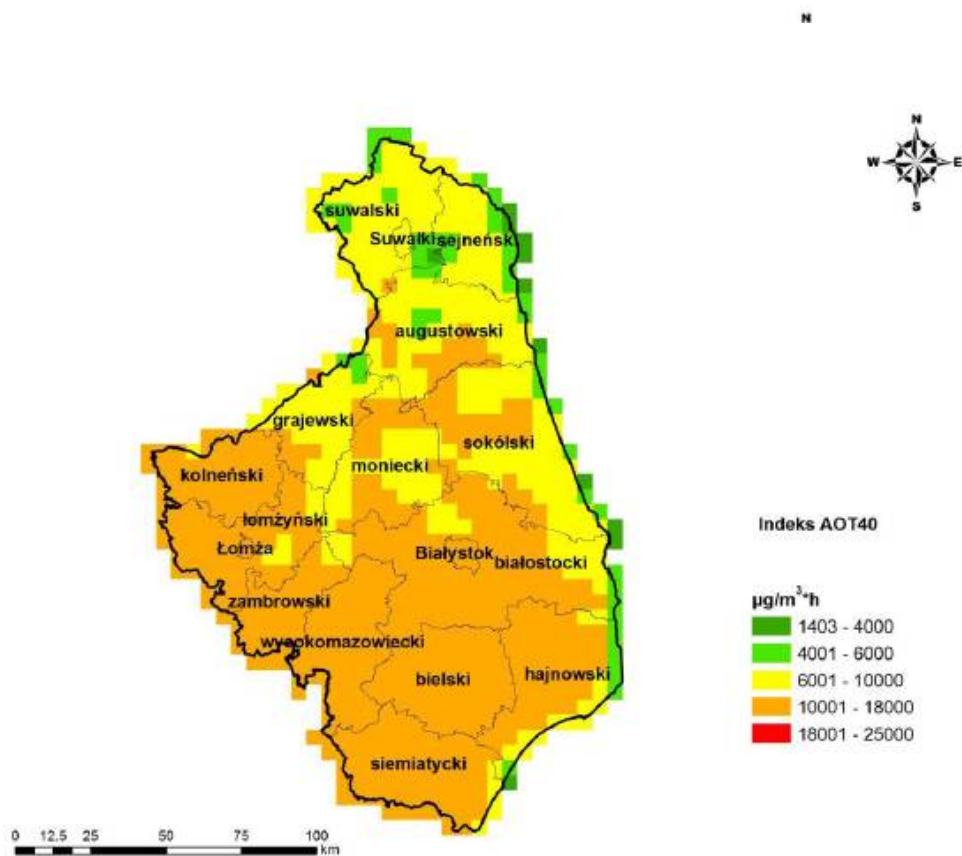 N
N
W E
S
suwalski
Suwałki sejneńsk.
augustowski
grajewski
sokólski
moniecki
kolneński
łomżyński
Indeks AOT40
Łomża
Białystok
białostocki
µg/m³*h
zambrowski
1403 - 4000
wysokomazowiecki
4001 - 6000
bielski
hajnowski
6001 - 10000
10001 - 18000
18001 - 25000
siemiatycki
0 12,5 25 50 75 100
km